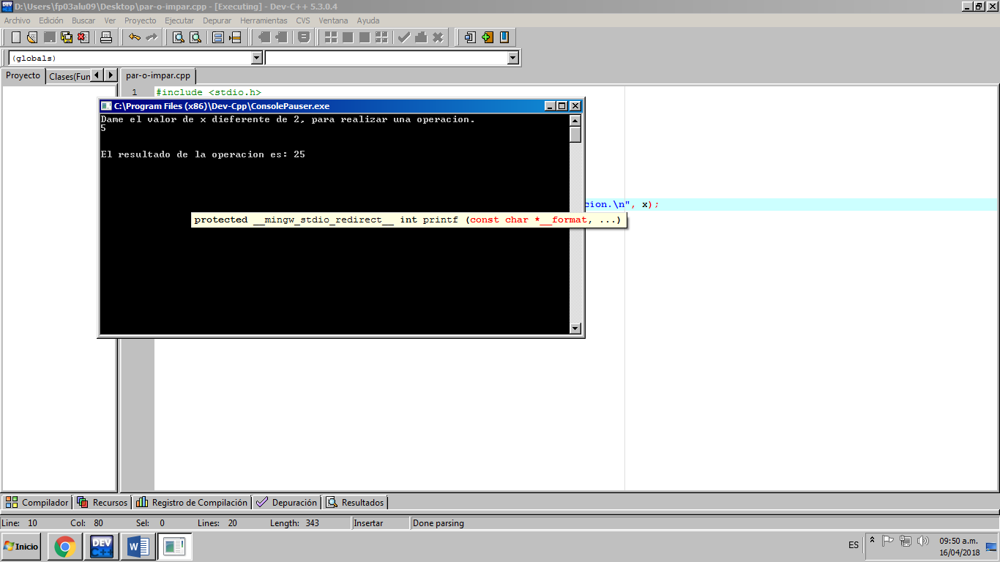 D:\Users\fp03alu09\Desktop\par-o-impar.cpp - [Executing] - Dev-C++ 5.3.0.4
Archivo Edición Buscar Ver Proyecto Ejecutar Depurar Herramientas CVS Ventana Ayuda
(globals)
Proyecto Clases(Fun par-o-impar.cpp
1 #include <stdio.h>
C:\Program Files (x86)\Dev-Cpp\ConsolePauser.exe
Dame el valor de x dieferente de 2, para realizar una operacion.
5
El resultado de la operacion es: 25
cion.\n", x);
protected __mingw_stdio_redirect__ int printf (const char *__format, ...)
Compilador Recursos Registro de Compilación Depuración Resultados
Line: 10 Col: 80 Sel: 0 Lines: 20 Length: 343 Insertar Done parsing
Inicio DEV C++ W ES 09:50 a.m.
16/04/2018